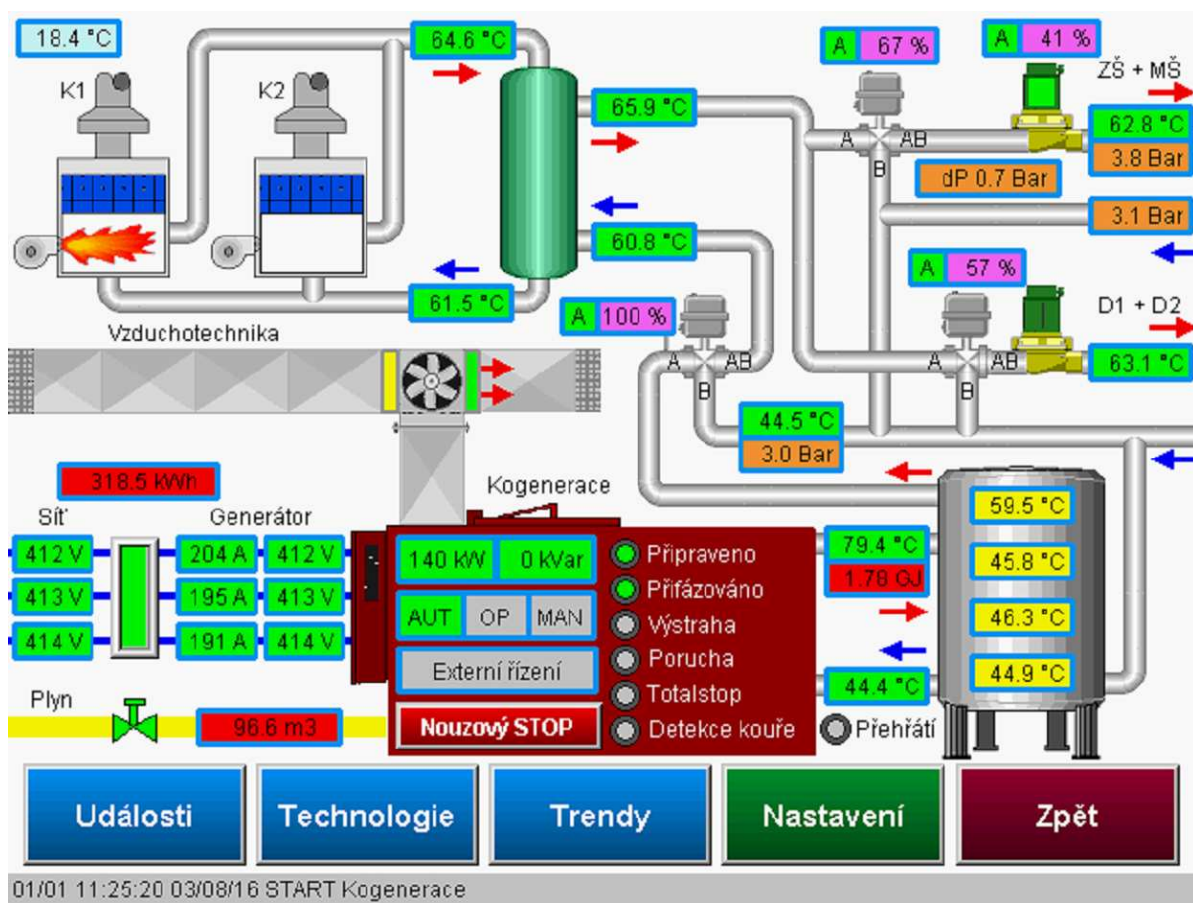 18.4 °C
64.6 °C
A 67 %
A 41 %
ZŠ + MŠ
K1
K2
65.9 °C
62.8 °C
A
AB
B
3.8 Bar
dP 0.7 Bar
3.1 Bar
60.8 °C
A 57 %
61.5 °C
A 100 %
D1 + D2
Vzduchotechnika
A
AB
B
A
AB
B
63.1 °C
44.5 °C
3.0 Bar
318.5 kWh
Kogenerace
59.5 °C
Síť
Generátor
412 V
204 A
412 V
140 kW
0 kVar
Připraveno
79.4 °C
45.8 °C
1.78 GJ
413 V
195 A
413 V
AUT
OP
MAN
Přifázováno
46.3 °C
Výstraha
414 V
191 A
414 V
Externí řízení
Porucha
44.4 °C
44.9 °C
Totalstop
Plyn
96.6 m3
Nouzový STOP
Detekce kouře
Přehřátí
Události
Technologie
Trendy
Nastavení
Zpět
01/01 11:25:20 03/08/16 START Kogenerace